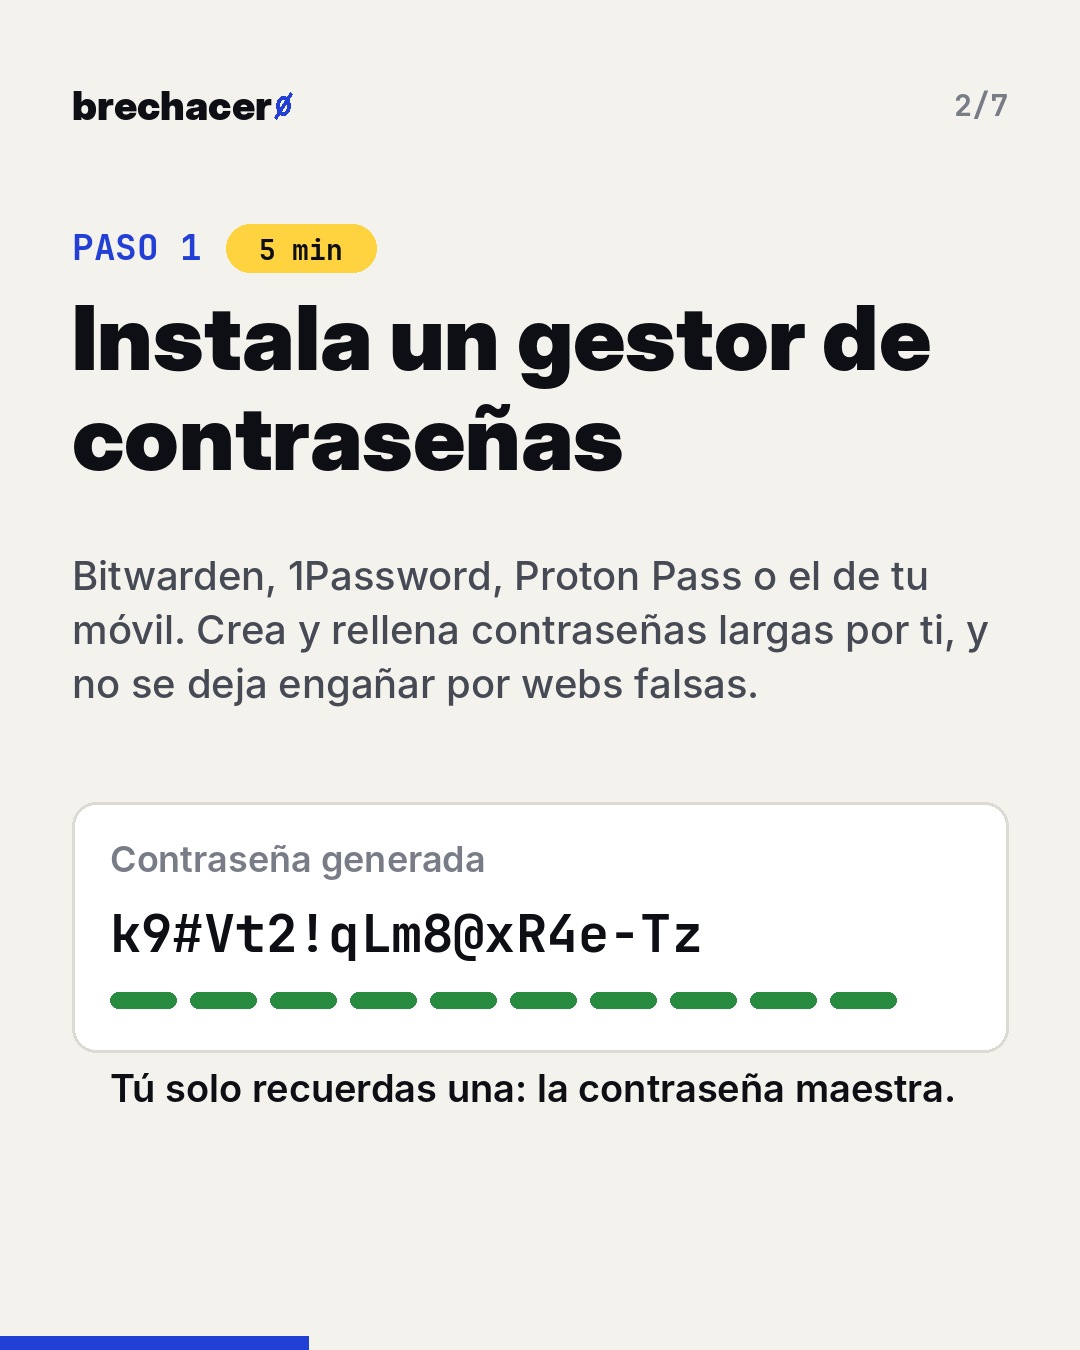 brechacerø
2/7
PASO 1
5 min
Instala un gestor de
contraseñas
Bitwarden, 1Password, Proton Pass o el de tu
móvil. Crea y rellena contraseñas largas por ti, y
no se deja engañar por webs falsas.
Contraseña generada
k9#Vt2!qLm8@xR4e-Tz
Tú solo recuerdas una: la contraseña maestra.